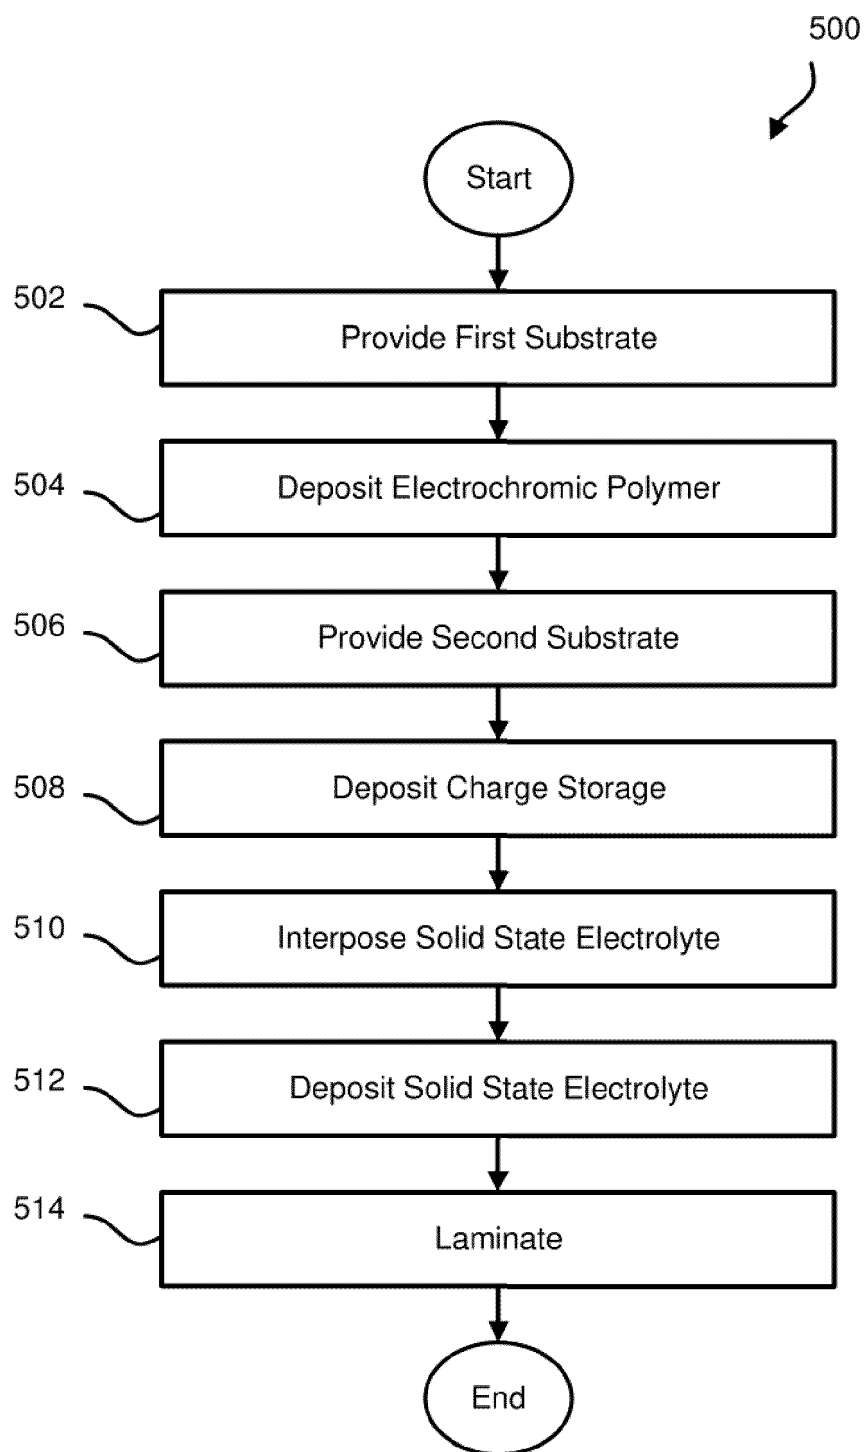 500
Start
502
Provide First Substrate
504
Deposit Electrochromic Polymer
506
Provide Second Substrate
508
Deposit Charge Storage
510
Interpose Solid State Electrolyte
512
Deposit Solid State Electrolyte
514
Laminate
End